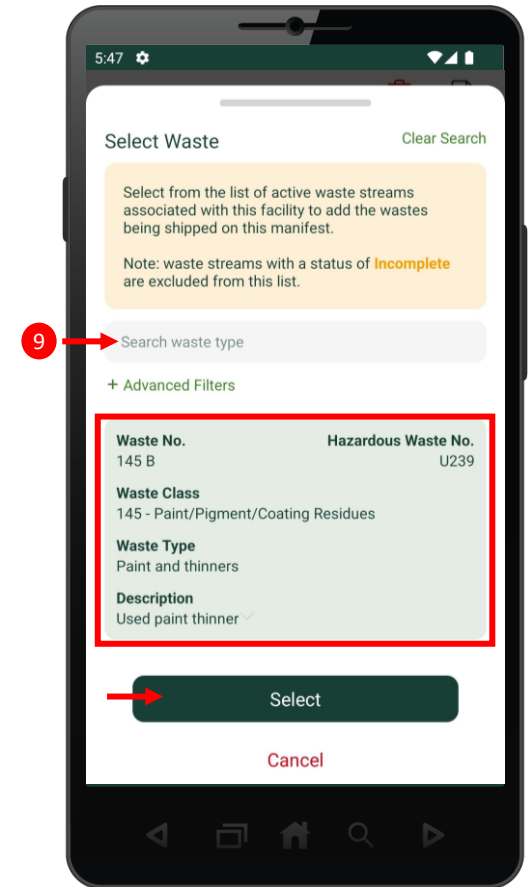 5:47
Select Waste
Clear Search
Select from the list of active waste streams
associated with this facility to add the wastes
being shipped on this manifest.
Note: waste streams with a status of Incomplete
are excluded from this list.
9
Search waste type
+ Advanced Filters
Waste No.
Hazardous Waste No.
145 B
U239
Waste Class
145 - Paint/Pigment/Coating Residues
Waste Type
Paint and thinners
Description
Used paint thinner
Select
Cancel